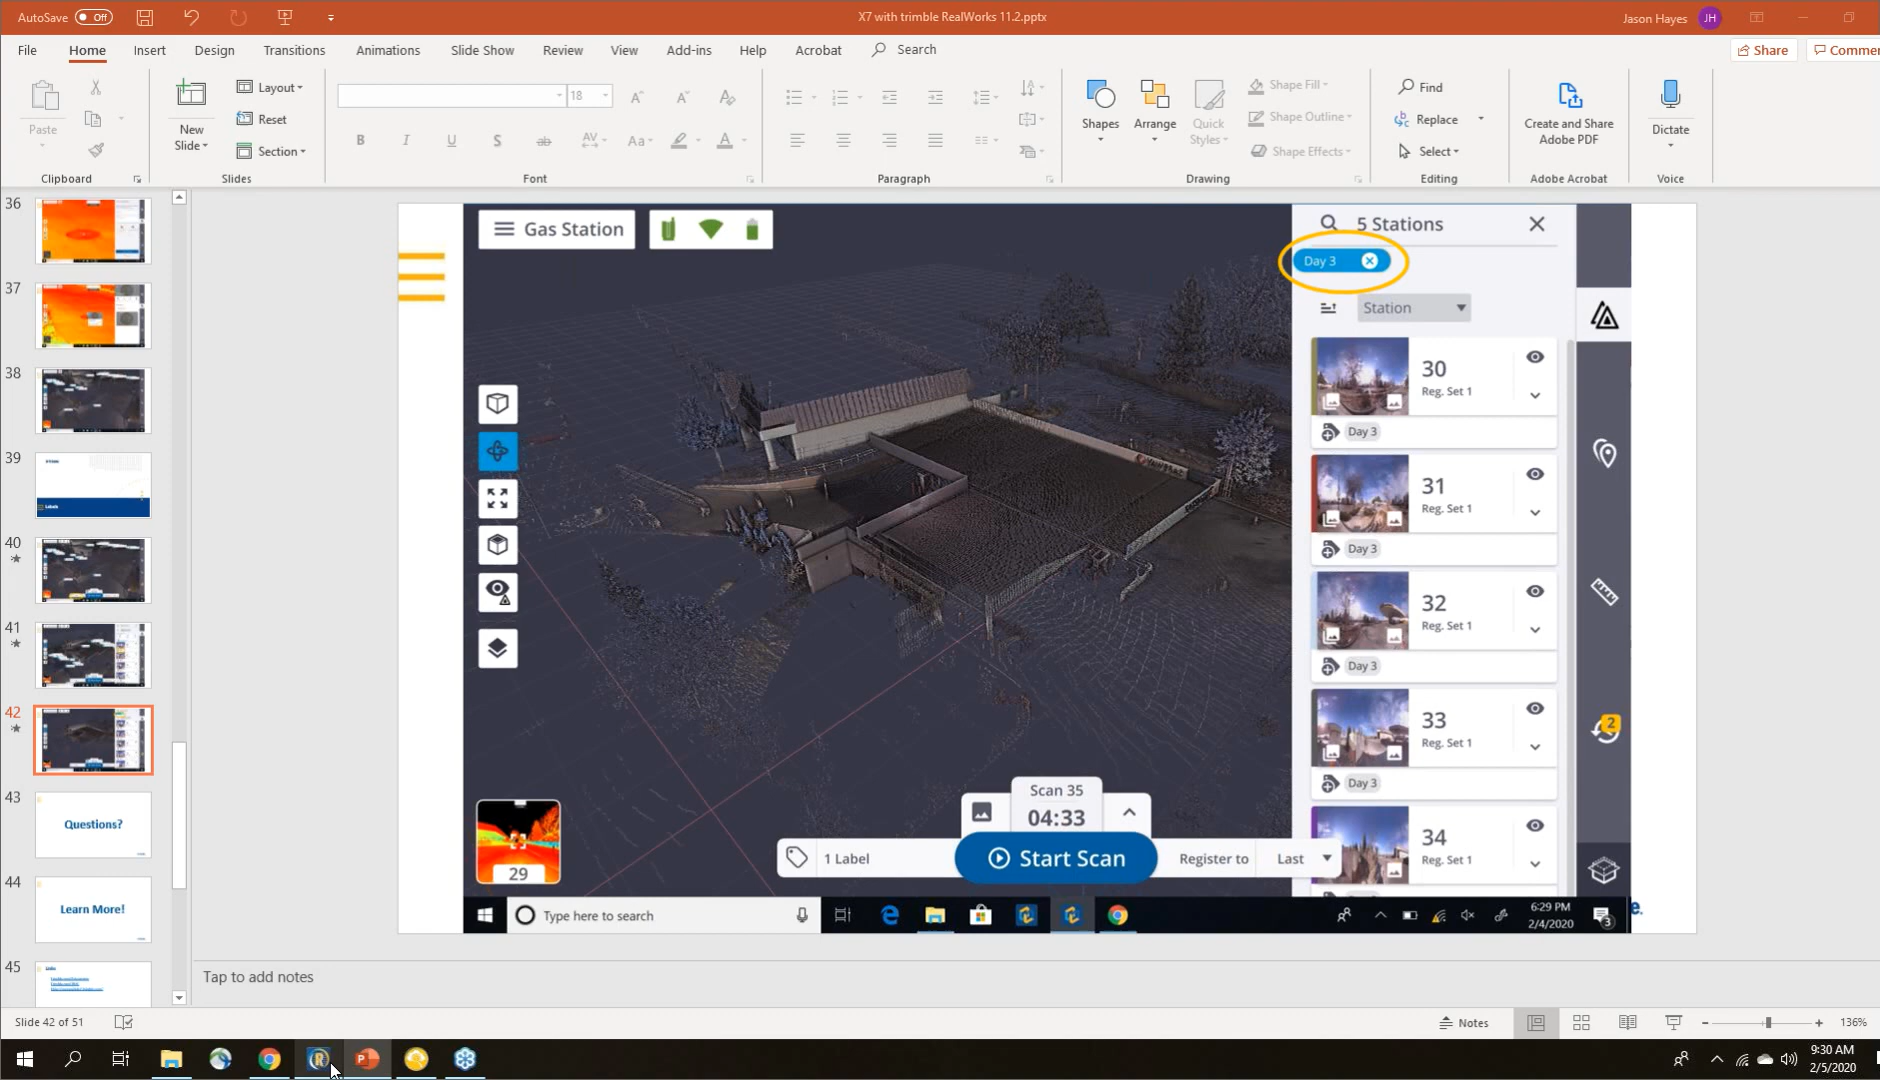 AutoSave Off
X7 with trimble RealWorks 11.2.pptx
Jason Hayes JH
File Home Insert Design Transitions Animations Slide Show Review View Add-ins Help Acrobat Search
Share Commen
Paste
New Slide
Layout
Reset
Section
18
Shapes
Arrange
Quick Styles
Shape Fill
Shape Outline
Shape Effects
Find
Replace
Select
Create and Share Adobe PDF
Dictate
Clipboard Slides Font Paragraph Drawing Editing Adobe Acrobat Voice
36
37
38
39
Labels
40
41
42
43
Questions?
44
Learn More!
45
Gas Station
5 Stations
Day 3
Station
30
Reg. Set 1
Day 3
31
Reg. Set 1
Day 3
32
Reg. Set 1
Day 3
33
Reg. Set 1
Day 3
34
Reg. Set 1
2
29
Scan 35
04:33
1 Label
Start Scan
Register to Last
Type here to search
6:29 PM
2/4/2020
3
e.
Tap to add notes
Slide 42 of 51
Notes
136%
9:30 AM
2/5/2020